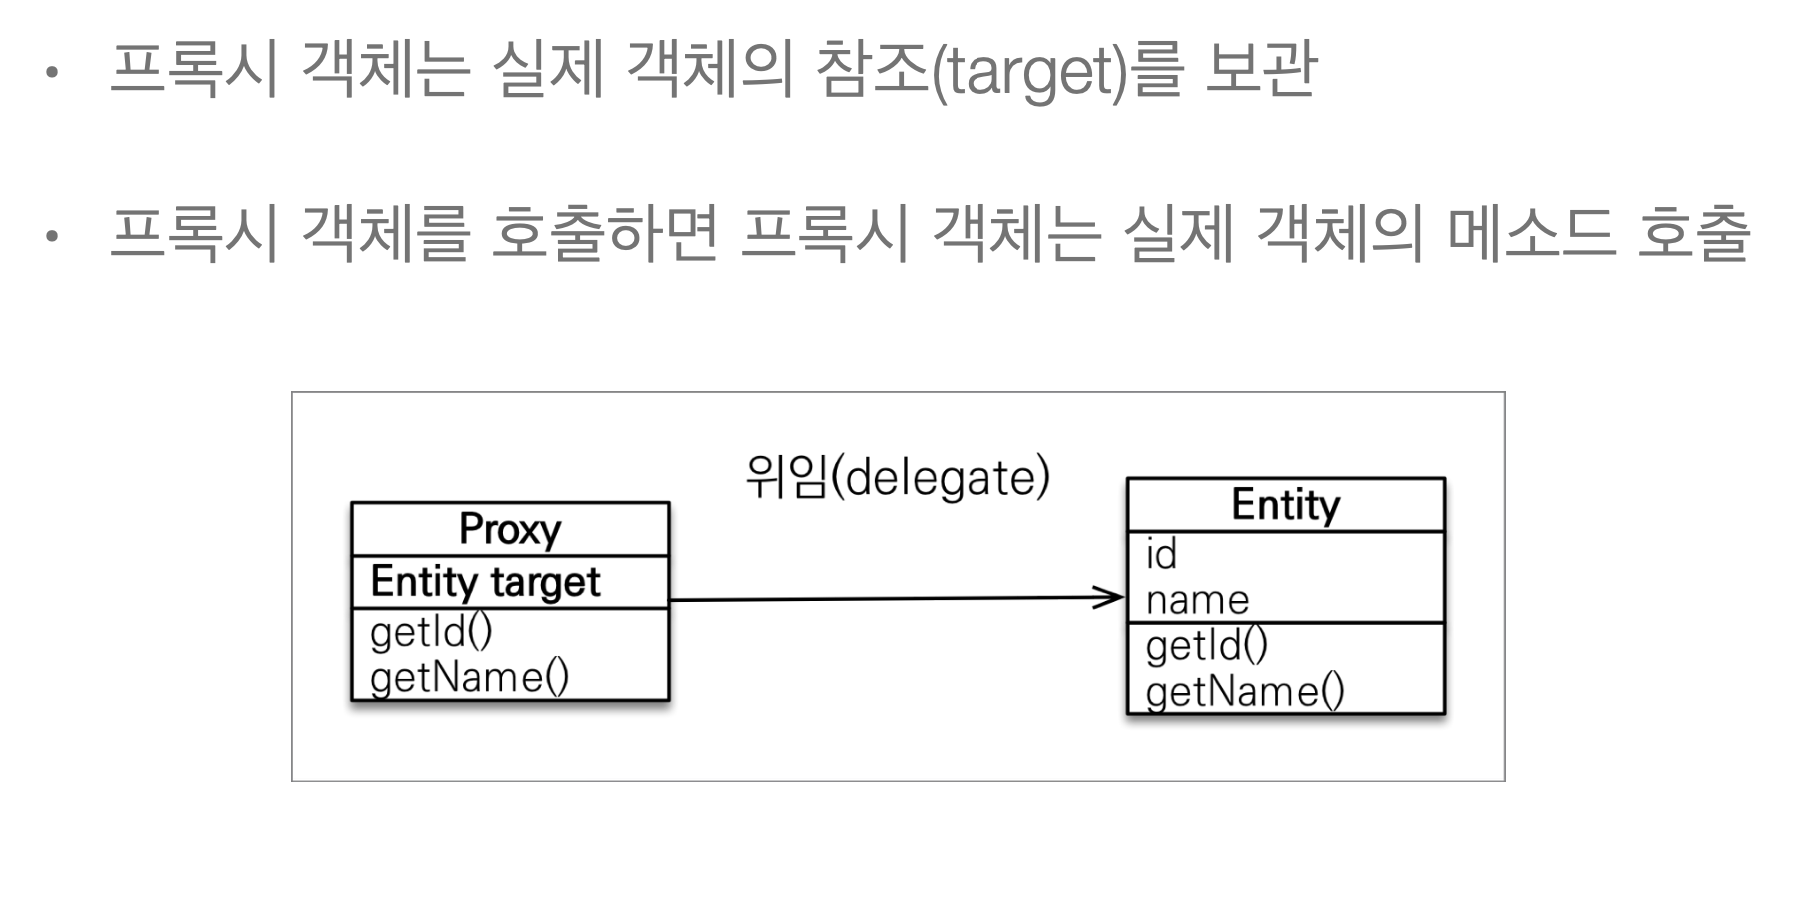 • 프록시 객체는 실제 객체의 참조(target)를 보관
• 프록시 객체를 호출하면 프록시 객체는 실제 객체의 메소드 호출
위임(delegate)
Proxy
Entity target
getId()
getName()
Entity
id
name
getId()
getName()